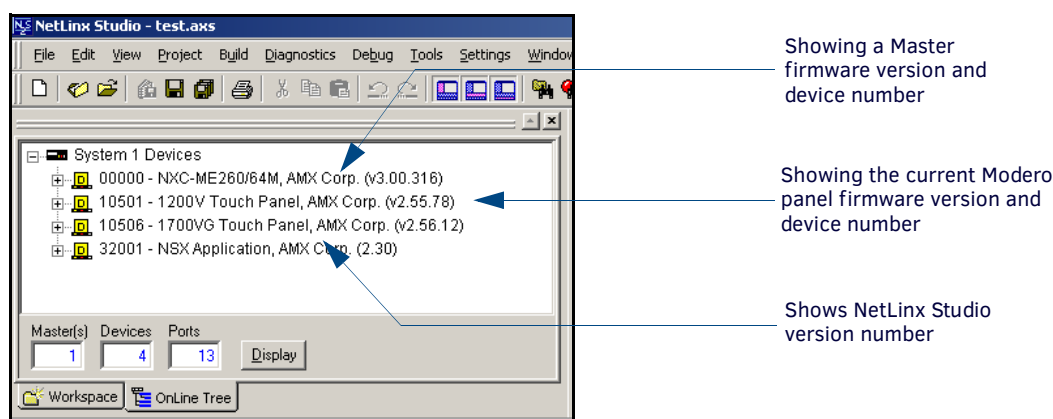 NetLinx Studio - test.axs
File Edit View Project Build Diagnostics Debug Tools Settings Window
System 1 Devices
00000 - NXC-ME260/64M, AMX Corp. (v3.00.316)
10501 - 1200V Touch Panel, AMX Corp. (v2.55.78)
10506 - 1700VG Touch Panel, AMX Corp. (v2.56.12)
32001 - NSX Application, AMX Corp. (2.30)
Master(s) Devices Ports
1 4 13 Display
Workspace OnLine Tree
Showing a Master
firmware version and
device number
Showing the current Modero
panel firmware version and
device number
Shows NetLinx Studio
version number